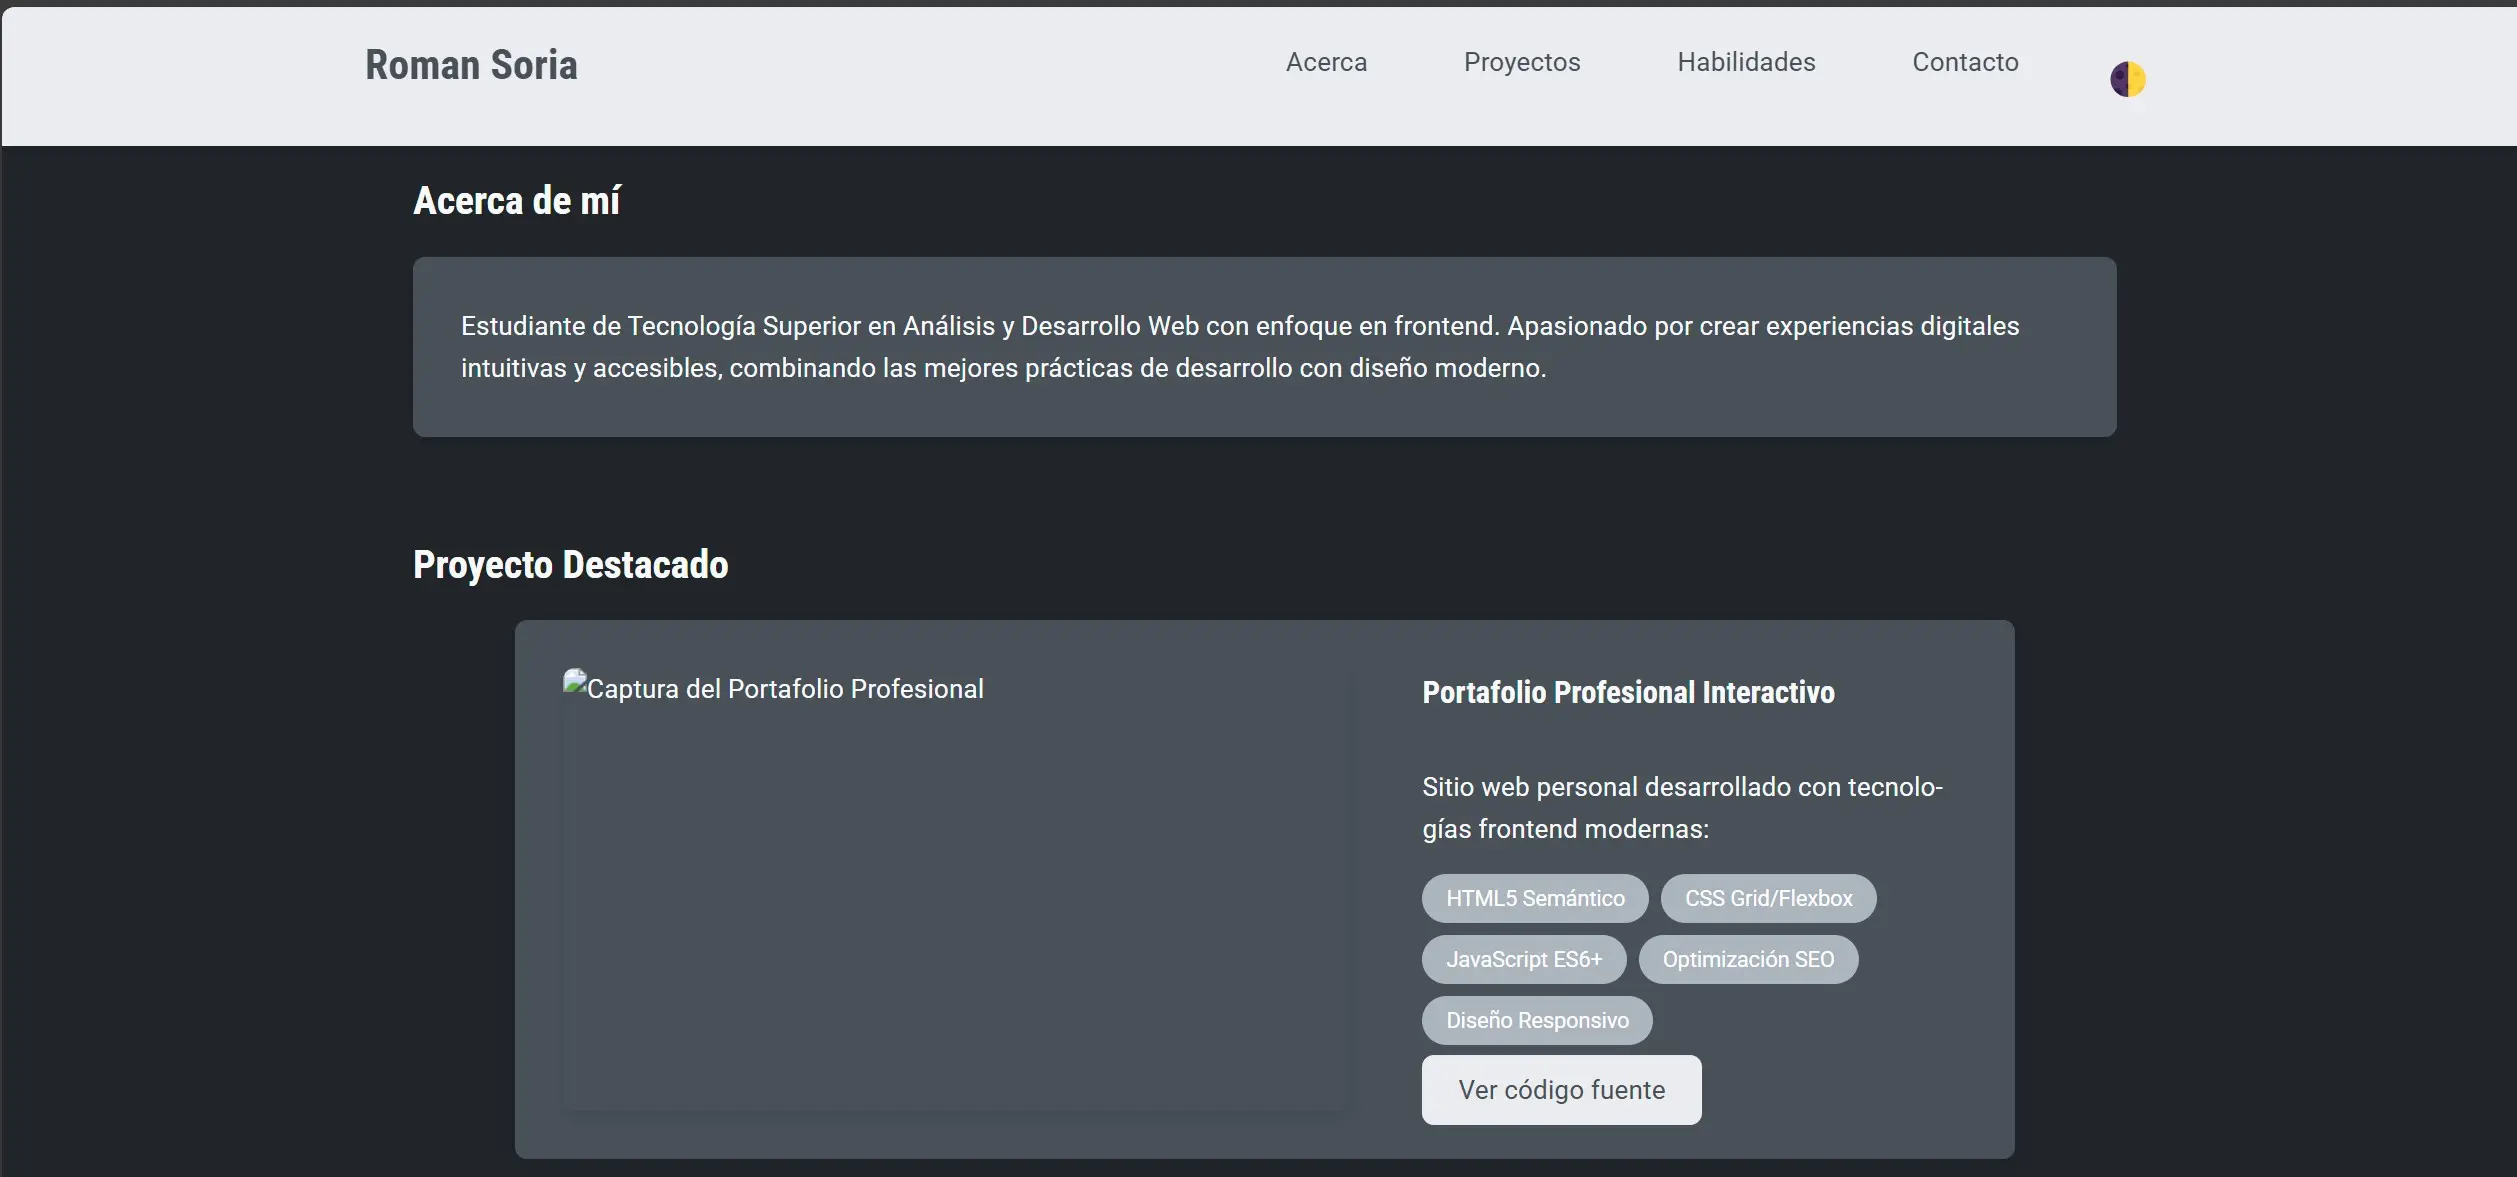 Roman Soria
Acerca
Proyectos
Habilidades
Contacto
Acerca de mí
Estudiante de Tecnología Superior en Análisis y Desarrollo Web con enfoque en frontend. Apasionado por crear experiencias digitales
intuitivas y accesibles, combinando las mejores prácticas de desarrollo con diseño moderno.
Proyecto Destacado
Captura del Portafolio Profesional
Portafolio Profesional Interactivo
Sitio web personal desarrollado con tecnolo-
gías frontend modernas:
HTML5 Semántico
CSS Grid/Flexbox
JavaScript ES6+
Optimización SEO
Diseño Responsivo
Ver código fuente